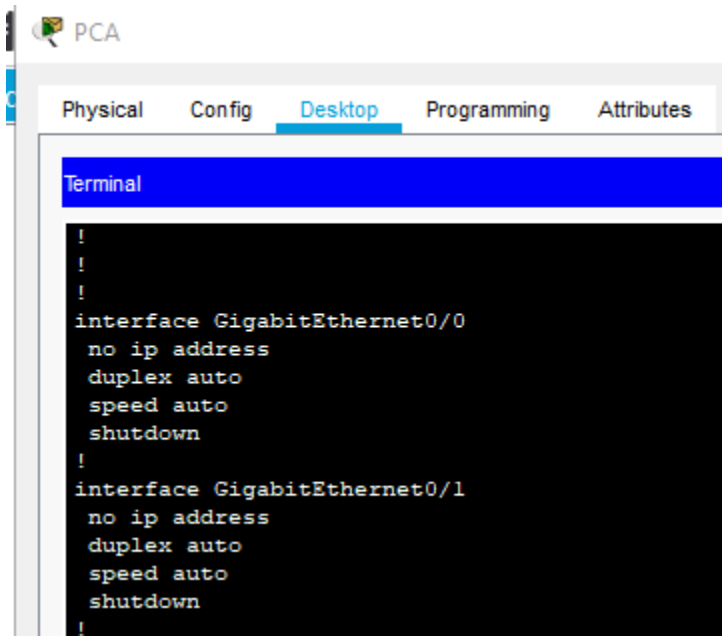 PCA
Physical Config Desktop Programming Attributes
Terminal
!
!
!
interface GigabitEthernet0/0
no ip address
duplex auto
speed auto
shutdown
!
interface GigabitEthernet0/1
no ip address
duplex auto
speed auto
shutdown
!